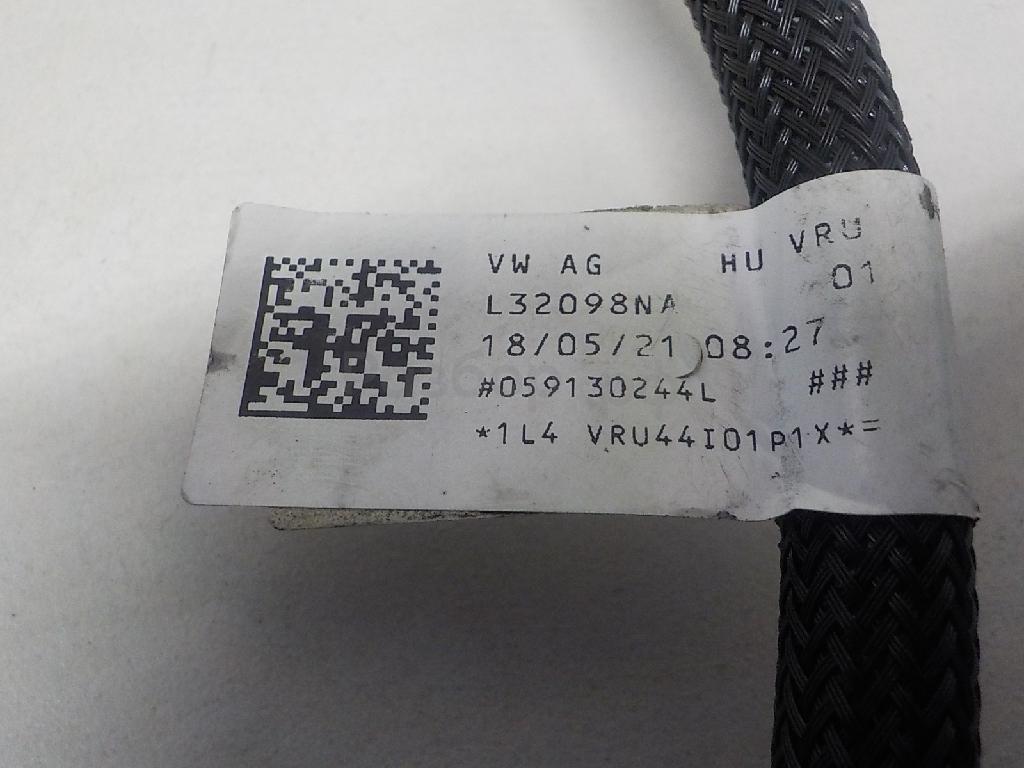 VW AG HU VRU
L32098NA 01
18/05/21 08:27
#059130244L ###
*1L4 VRU44I01P1X*=